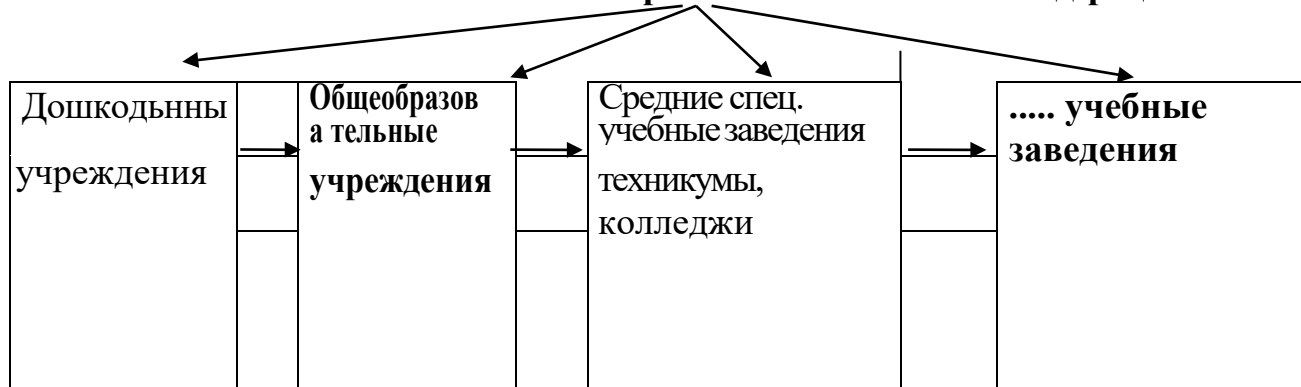 Дошкодьнны
учреждения
Общеобразов
а тельные
учреждения
Средние спец.
учебные заведения
техникумы,
колледжи
..... учебные
заведения